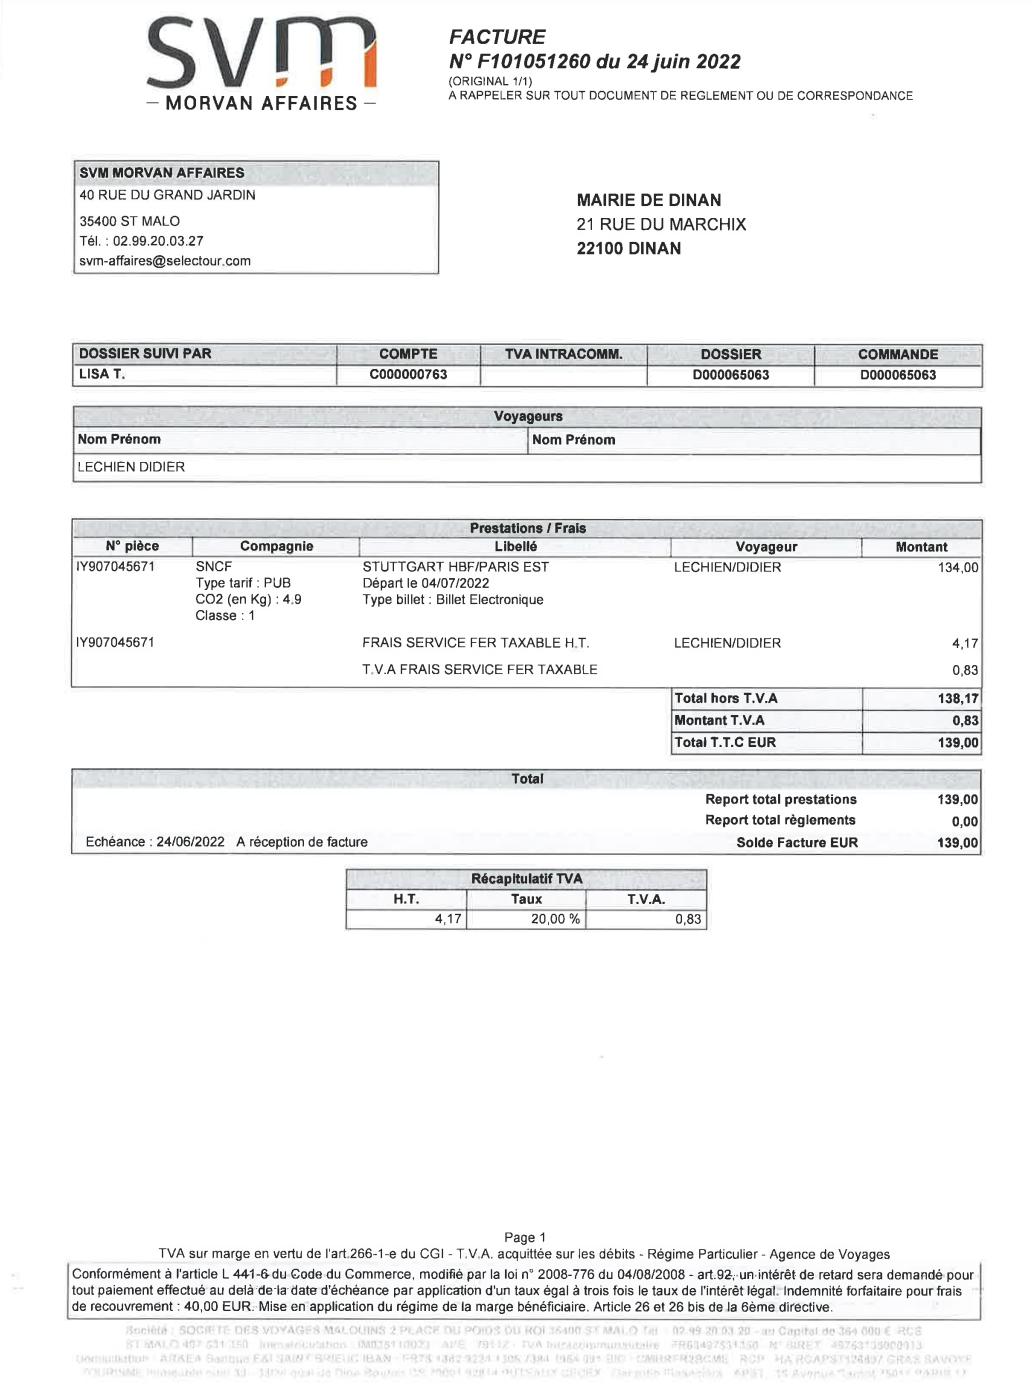 SVM
– MORVAN AFFAIRES –
FACTURE
N° F101051260 du 24 juin 2022
(ORIGINAL 1/1)
A RAPPELER SUR TOUT DOCUMENT DE REGLEMENT OU DE CORRESPONDANCE
SVM MORVAN AFFAIRES
40 RUE DU GRAND JARDIN
35400 ST MALO
Tél. : 02.99.20.03.27
svm-affaires@selectour.com
MAIRIE DE DINAN
21 RUE DU MARCHIX
22100 DINAN
DOSSIER SUIVI PAR COMPTE TVA INTRACOMM. DOSSIER COMMANDE
LISA T. C000000763 D000065063 D000065063
Voyageurs
Nom Prénom Nom Prénom
LECHIEN DIDIER
Prestations / Frais
N° pièce Compagnie Libellé Voyageur Montant
IY907045671 SNCF STUTTGART HBF/PARIS EST LECHIEN/DIDIER 134,00
Type tarif : PUB Départ le 04/07/2022
CO2 (en Kg) : 4.9 Type billet : Billet Electronique
Classe : 1
IY907045671 FRAIS SERVICE FER TAXABLE H.T. LECHIEN/DIDIER 4,17
T.V.A FRAIS SERVICE FER TAXABLE 0,83
Total hors T.V.A 138,17
Montant T.V.A 0,83
Total T.T.C EUR 139,00
Total
Report total prestations 139,00
Report total règlements 0,00
Echéance : 24/06/2022 A réception de facture Solde Facture EUR 139,00
Récapitulatif TVA
H.T. Taux T.V.A.
4,17 20,00 % 0,83
Page 1
TVA sur marge en vertu de l'art.266-1-e du CGI - T.V.A. acquittée sur les débits - Régime Particulier - Agence de Voyages
Conformément à l'article L 441-6 du Code du Commerce, modifié par la loi n° 2008-776 du 04/08/2008 - art.92, un intérêt de retard sera demandé pour
tout paiement effectué au delà de la date d'échéance par application d'un taux égal à trois fois le taux de l'intérêt légal. Indemnité forfaitaire pour frais
de recouvrement : 40,00 EUR. Mise en application du régime de la marge bénéficiaire. Article 26 et 26 bis de la 6ème directive.
Société : SOCIETE DES VOYAGES MALOUINS 2 PLACE DU POIDS DU ROI 35400 ST MALO Tél : 02 99 20 03 20 - au Capital de 364 000 € RCS